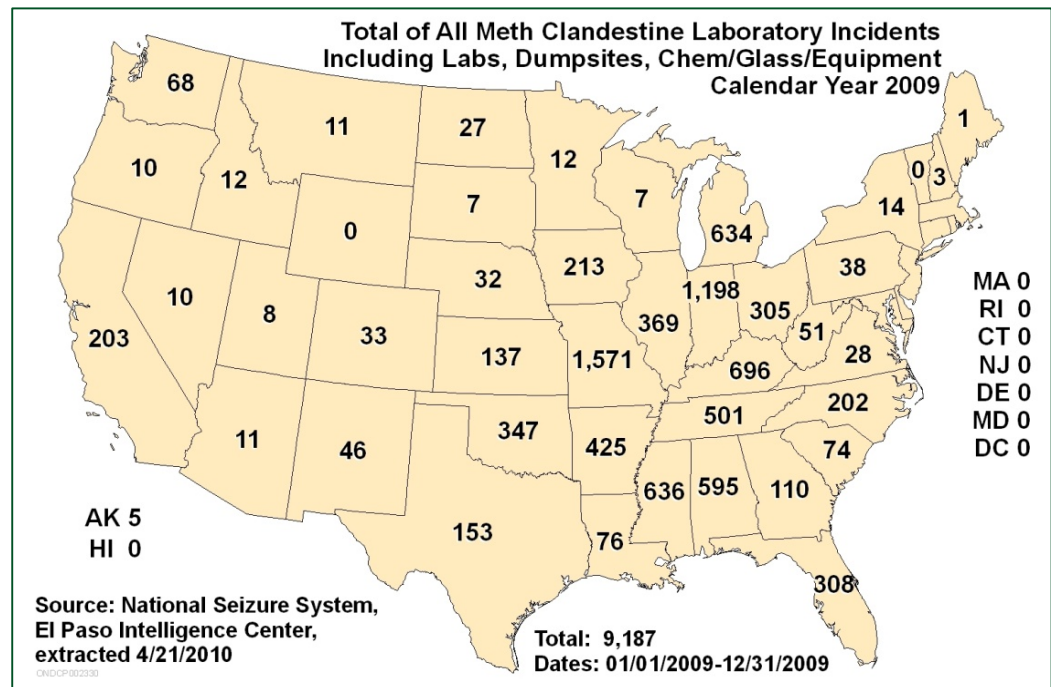 Total of All Meth Clandestine Laboratory Incidents
Including Labs, Dumpsites, Chem/Glass/Equipment
Calendar Year 2009
68
11
27
12
1
10
12
7
7
0
3
0
14
634
213
38
32
1,198
10
8
305
203
33
369
51
137
1,571
28
696
202
501
11
46
347
425
74
636
595
110
153
76
308
MA 0
RI 0
CT 0
NJ 0
DE 0
MD 0
DC 0
AK 5
HI 0
Source: National Seizure System,
El Paso Intelligence Center,
extracted 4/21/2010
ONDCP002330
Total: 9,187
Dates: 01/01/2009-12/31/2009